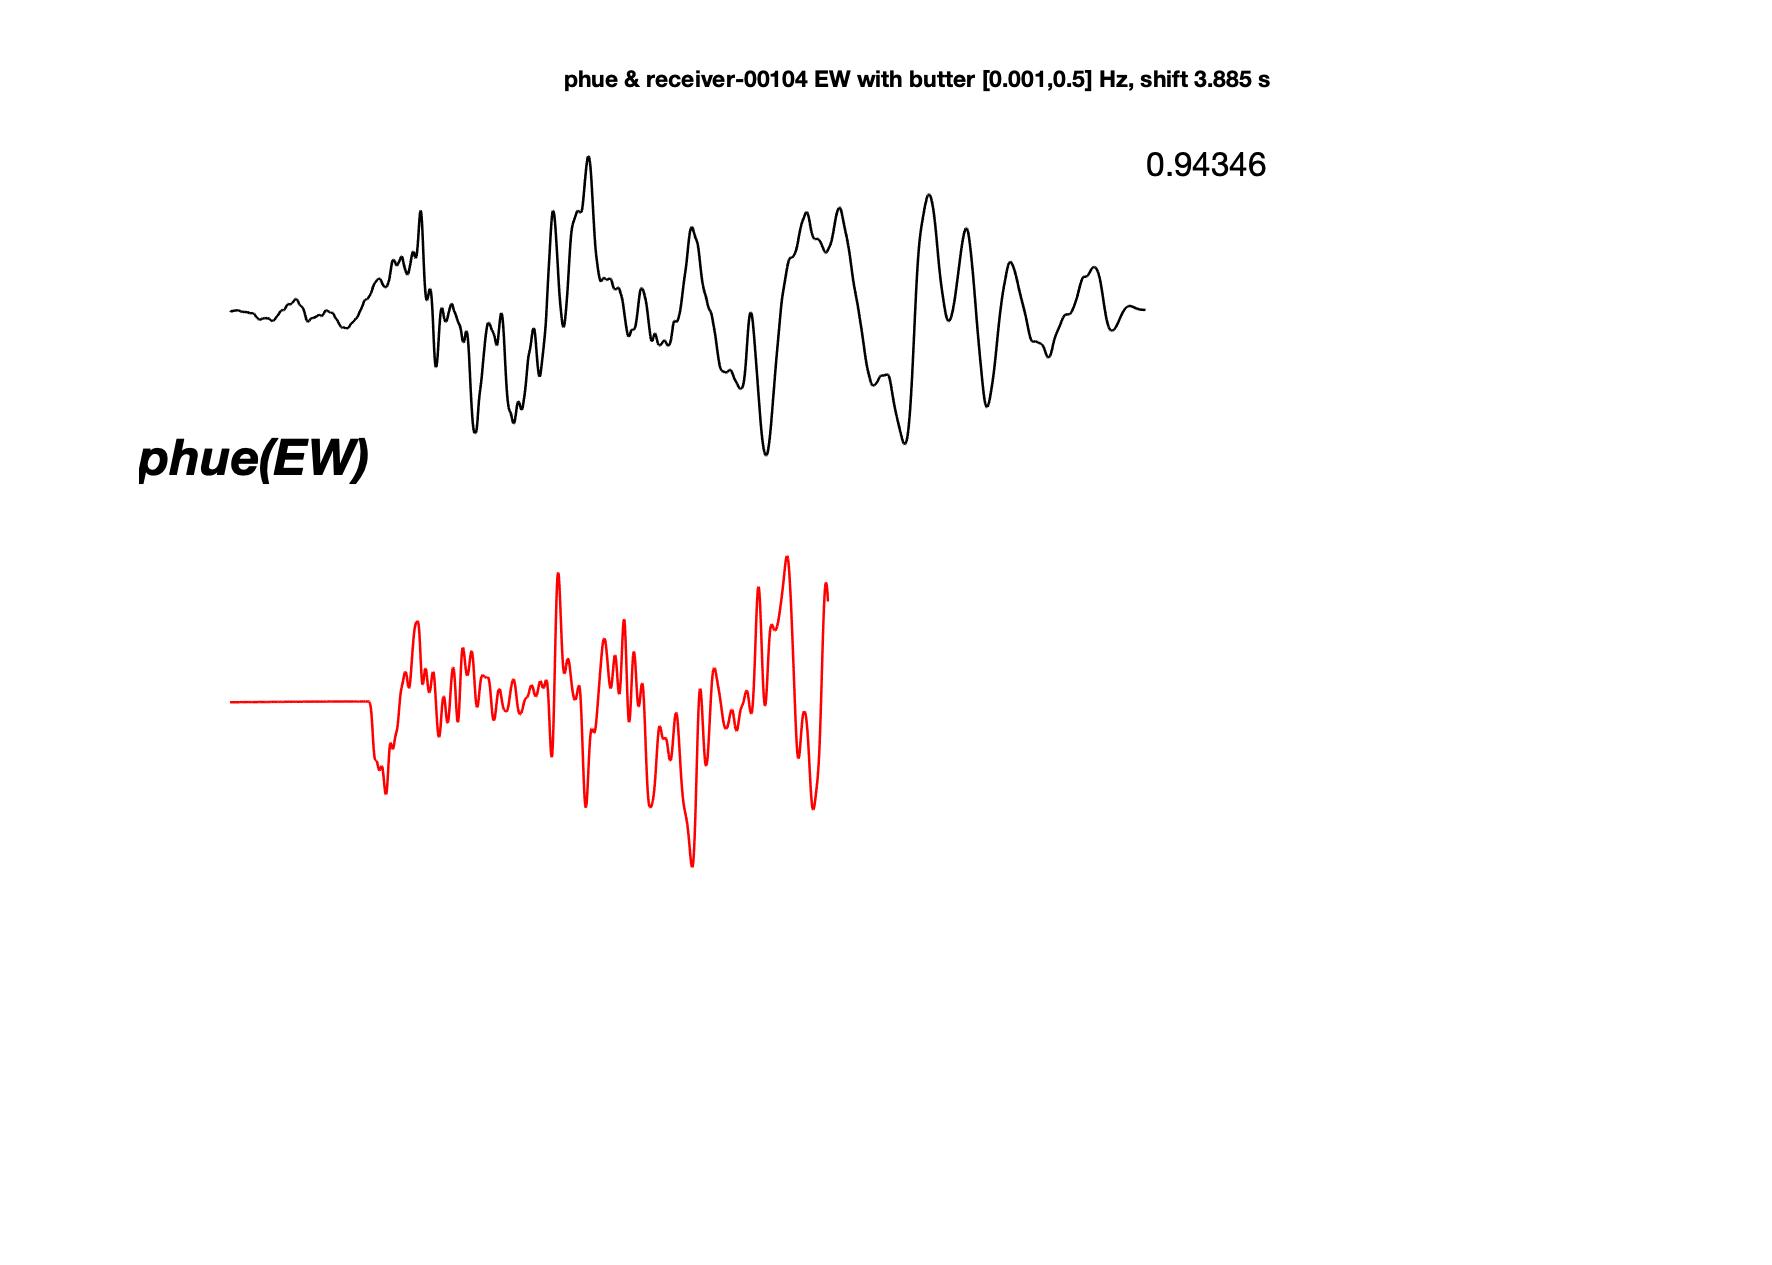 phue & receiver-00104 EW with butter [0.001,0.5] Hz, shift 3.885 s
0.94346
phue(EW)